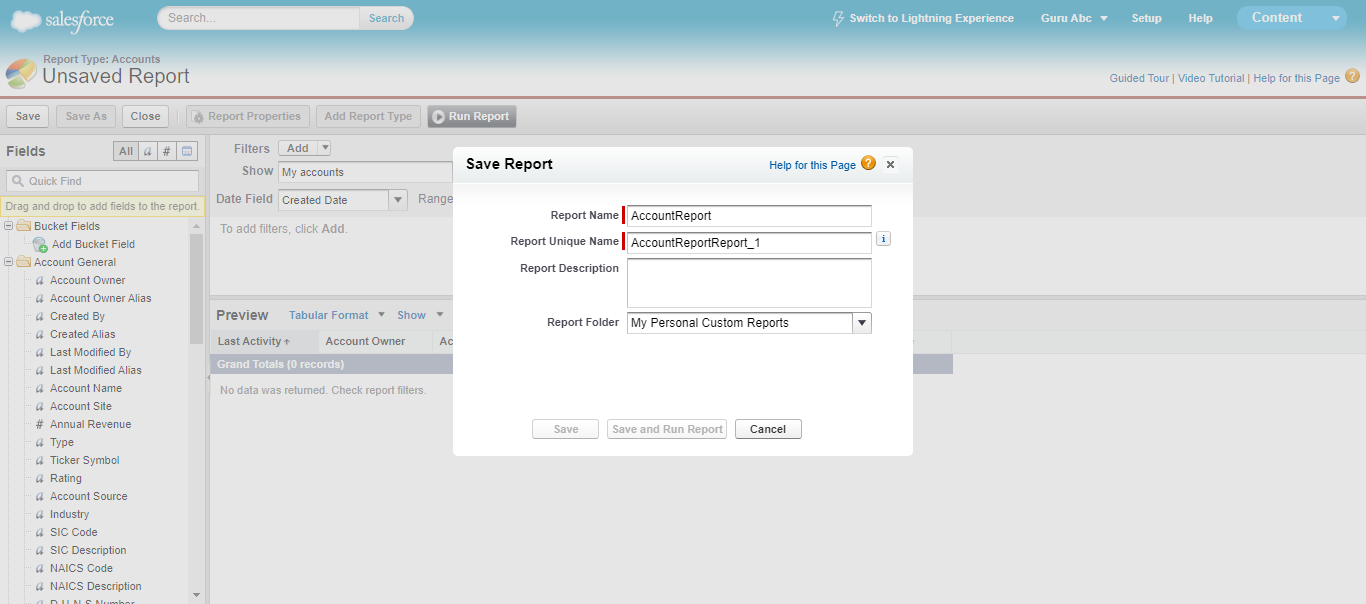 salesforce
Search...
Search
Switch to Lightning Experience
Guru Abc
Setup
Help
Content
Report Type: Accounts
Unsaved Report
Guided Tour | Video Tutorial | Help for this Page ?
Save
Save As
Close
Report Properties
Add Report Type
Run Report
Fields
All
a
#
Quick Find
Drag and drop to add fields to the report.
Bucket Fields
Add Bucket Field
Account General
a Account Owner
a Account Owner Alias
a Created By
a Created Alias
a Last Modified By
a Last Modified Alias
a Account Name
a Account Site
# Annual Revenue
a Type
a Ticker Symbol
a Rating
a Account Source
a Industry
a SIC Code
a SIC Description
a NAICS Code
a NAICS Description
a D-U-N-S Number
Filters
Add
Show
My accounts
Date Field
Created Date
Range
To add filters, click Add.
Preview
Tabular Format
Show
Last Activity
Account Owner
Grand Totals (0 records)
No data was returned. Check report filters.
Save Report
Help for this Page ?
Report Name
AccountReport
Report Unique Name
AccountReportReport_1
i
Report Description
Report Folder
My Personal Custom Reports
Save
Save and Run Report
Cancel